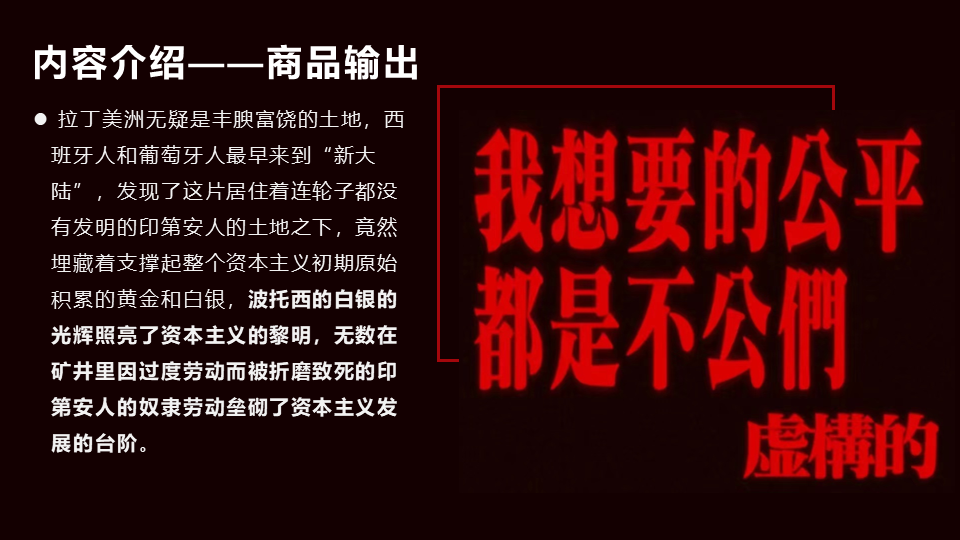 内容介绍——商品输出
● 拉丁美洲无疑是丰腴富饶的土地，西
班牙人和葡萄牙人最早来到“新大
陆”，发现了这片居住着连轮子都没
有发明的印第安人的土地之下，竟然
埋藏着支撑起整个资本主义初期原始
积累的黄金和白银，波托西的白银的
光辉照亮了资本主义的黎明，无数在
矿井里因过度劳动而被折磨致死的印
第安人的奴隶劳动垒砌了资本主义发
展的台阶。
我想要的公平
都是不公們
虛構的